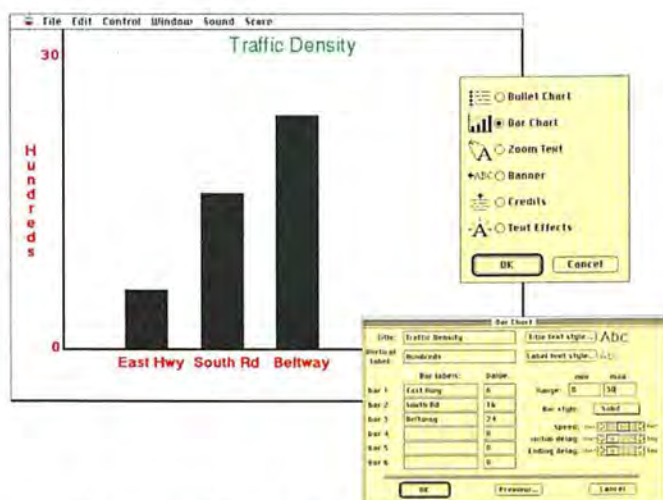 File Edit Control Window Sound Score
Traffic Density
30
Hundreds
0
East Hwy South Rd Beltway
Bullet Chart
Bar Chart
A Zoom Text
ABC Banner
Credits
A Text Effects
OK Cancel
Bar Chart
Title: Traffic Density Title text style... Abc
Vertical label: Hundreds Label text style... Abc
Bar labels: Value: min max
bar 1 East Hwy 6 Range: 0 30
bar 2 South Rd 16 Bar style: Solid
bar 3 Beltway 24 Speed:
bar 4 0
bar 5 0 Ending delay:
bar 6 0
OK Preview... Cancel